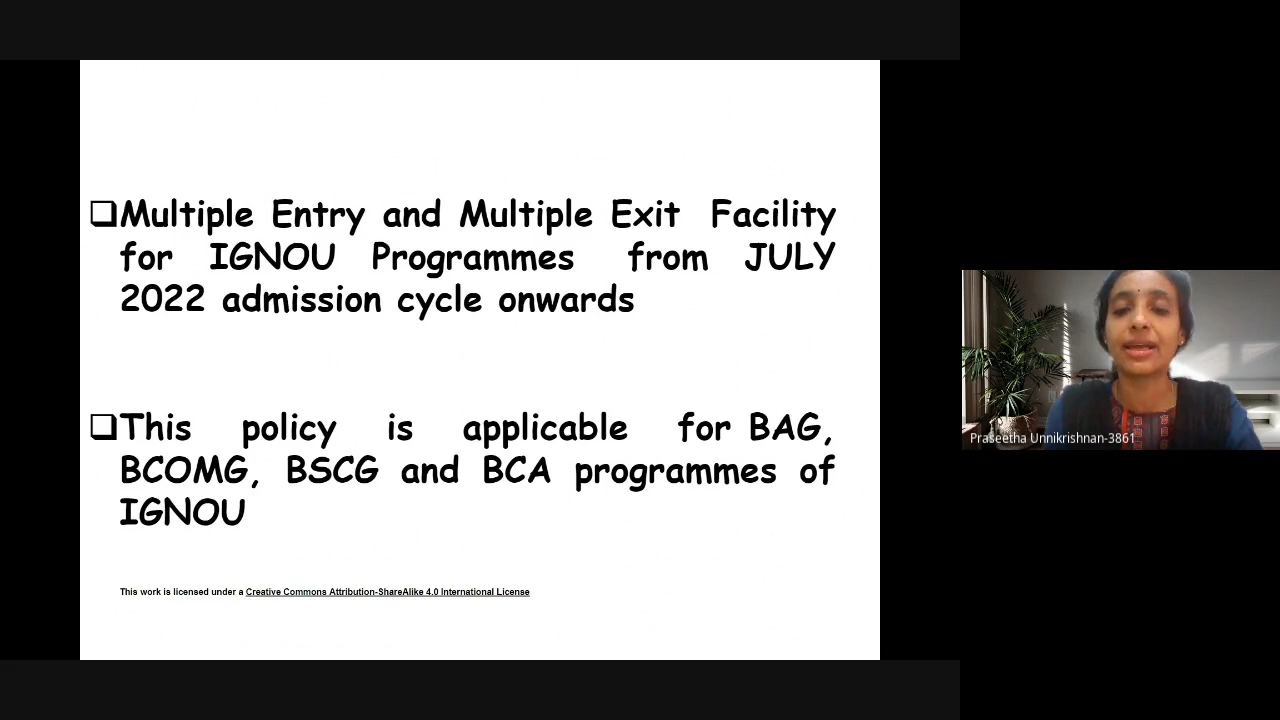 ❑Multiple Entry and Multiple Exit Facility
for IGNOU Programmes from JULY
2022 admission cycle onwards
❑This policy is applicable for BAG,
BCOMG, BSCG and BCA programmes of
IGNOU
This work is licensed under a Creative Commons Attribution-ShareAlike 4.0 International License
Praseetha Unnikrishnan-3861